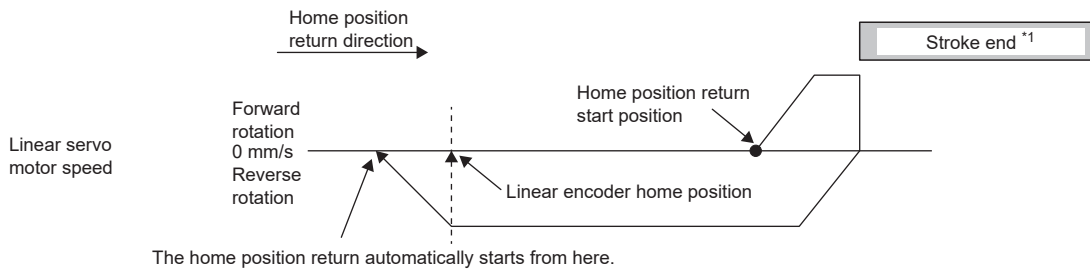 Home position
return direction
Stroke end *1
Home position return
start position
Forward
rotation
0 mm/s
Reverse
rotation
Linear servo
motor speed
Linear encoder home position
The home position return automatically starts from here.